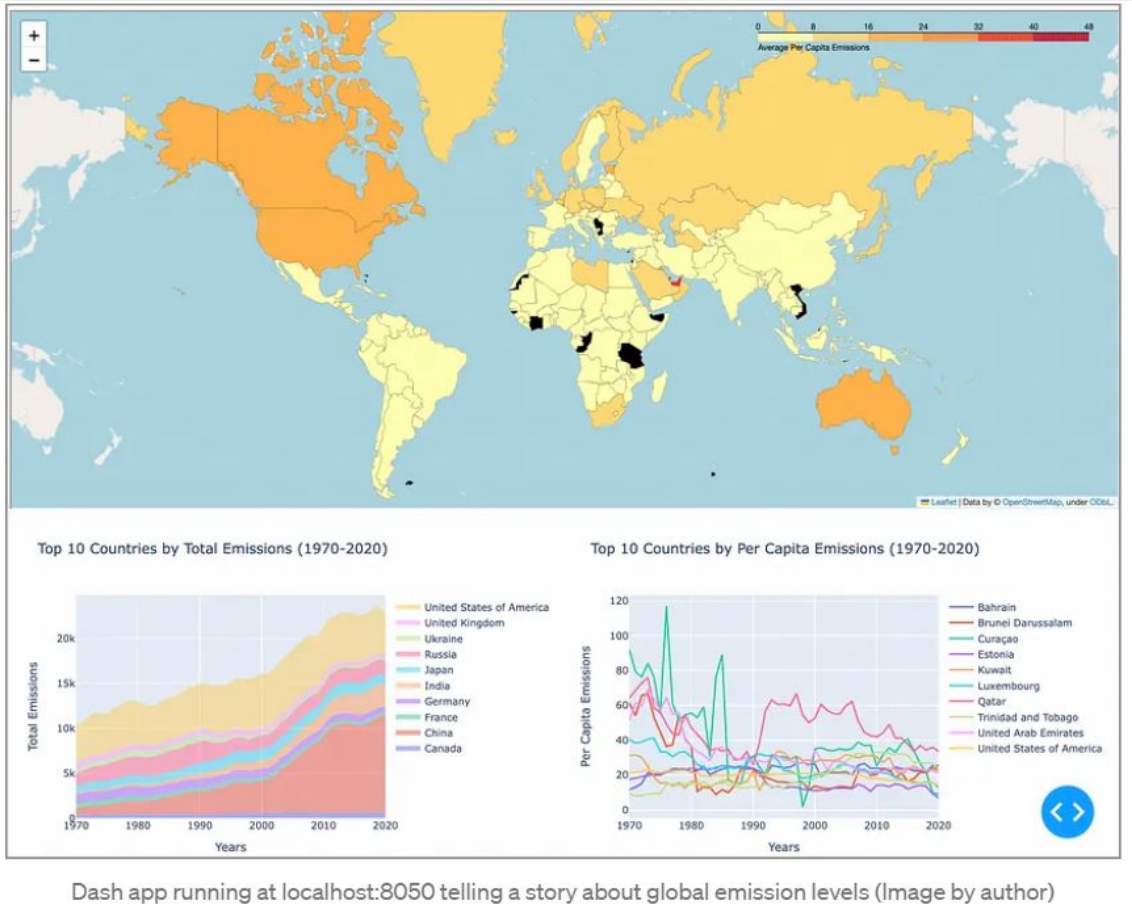 +
−
0 8 16 24 32 40 48
Average Per Capita Emissions
Leaflet | Data by © OpenStreetMap, under ODbL.
Top 10 Countries by Total Emissions (1970-2020)
Total Emissions
20k
15k
10k
5k
0
1970 1980 1990 2000 2010 2020
Years
United States of America
United Kingdom
Ukraine
Russia
Japan
India
Germany
France
China
Canada
Top 10 Countries by Per Capita Emissions (1970-2020)
Per Capita Emissions
120
100
80
60
40
20
0
1970 1980 1990 2000 2010 2020
Years
Bahrain
Brunei Darussalam
Curaçao
Estonia
Kuwait
Luxembourg
Qatar
Trinidad and Tobago
United Arab Emirates
United States of America
Dash app running at localhost:8050 telling a story about global emission levels (Image by author)